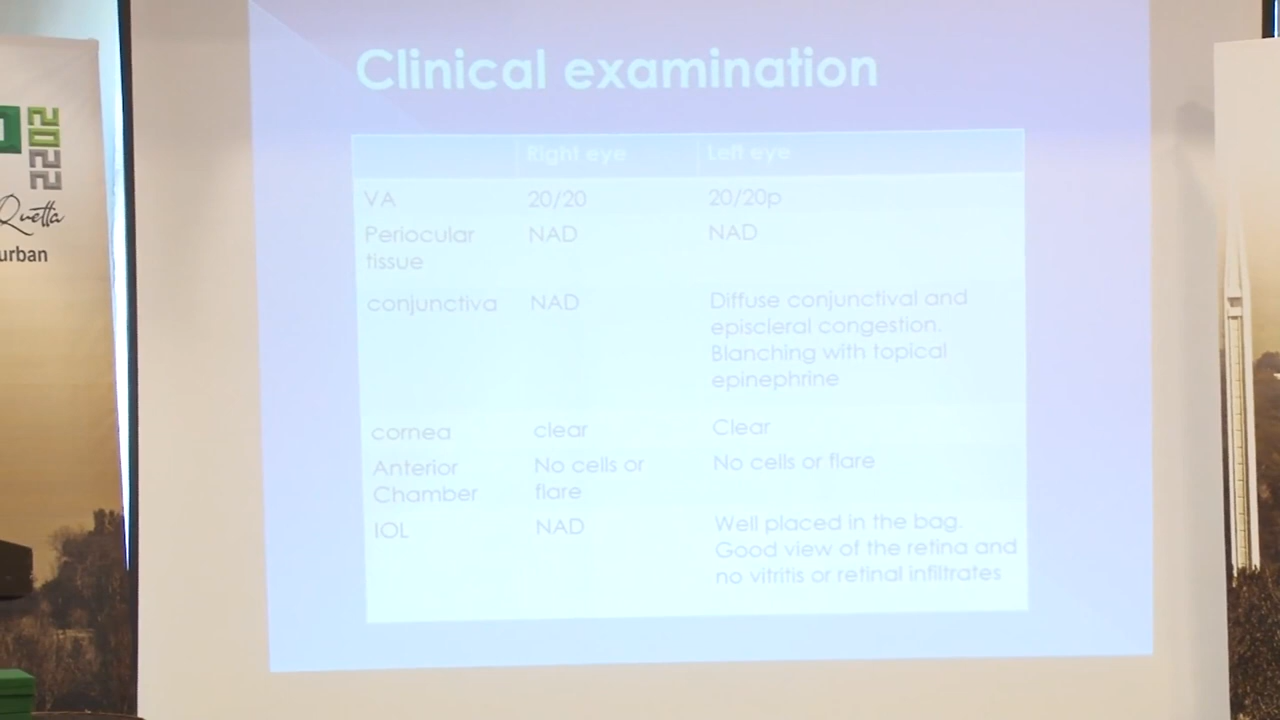 Clinical examination
Right eye Left eye
VA 20/20 20/20p
Periocular tissue NAD NAD
conjunctiva NAD Diffuse conjunctival and
episcleral congestion.
Blanching with topical
epinephrine
cornea clear Clear
Anterior No cells or No cells or flare
Chamber flare
IOL NAD Well placed in the bag.
Good view of the retina and
no vitritis or retinal infiltrates
2022
Quetta
urban